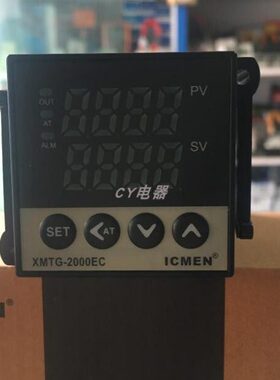 OUT
PV
AT
ALM
SV
CY电器
SET
AT
XMTG-2000EC
ICMEN®